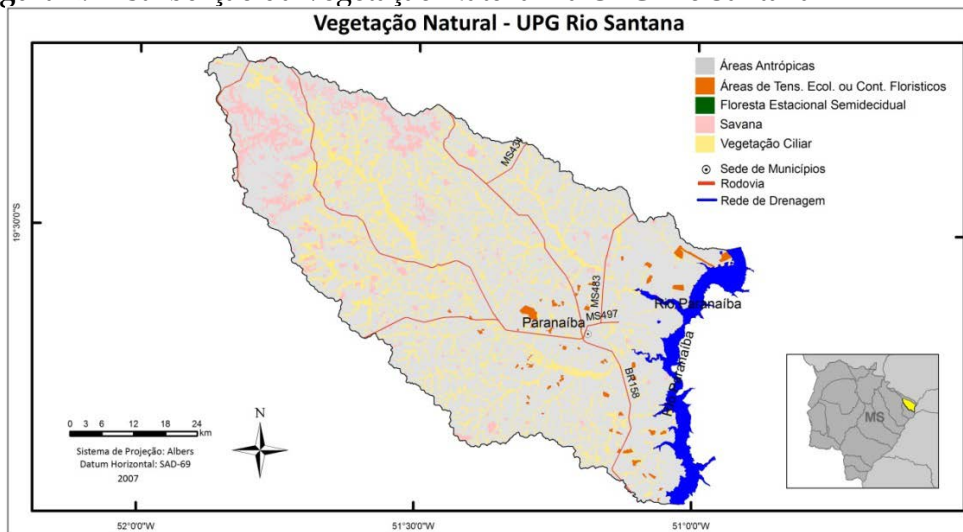 Vegetação Natural - UPG Rio Santana
Áreas Antrópicas
Áreas de Tens. Ecol. ou Cont. Floristicos
Floresta Estacional Semidecidual
Savana
Vegetação Ciliar
Sede de Municípios
Rodovia
Rede de Drenagem
19°30'0"S
Rio Paranaíba
MS483
Paranaíba
MS497
Paranaíba
BR158
MS
0 3 6 12 18 24
km
N
Sistema de Projeção: Albers
Datum Horizontal: SAD-69
2007
52°0'0"W
51°30'0"W
51°0'0"W